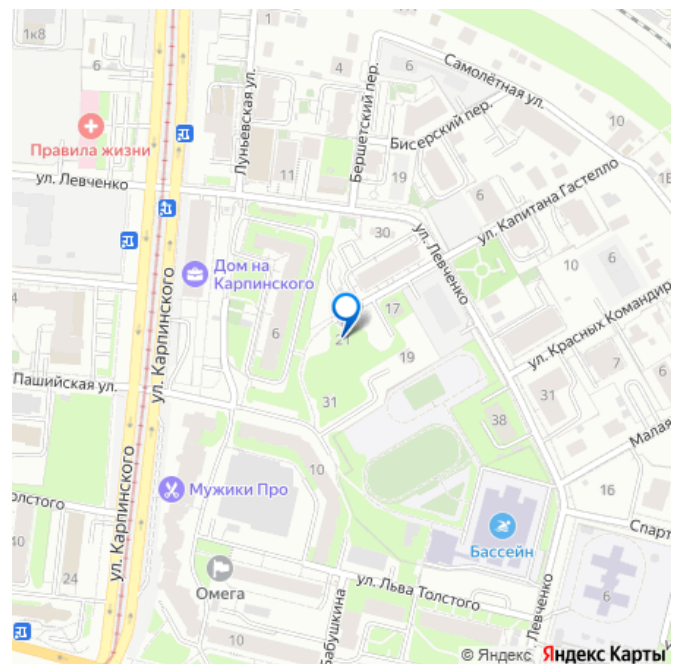 1к8
1
6
4
6
Самолётная ул.
Луньевская ул.
Бершетский пер.
Бисерский пер.
10
Правила жизни
11
19
6
ул. Капитана Гастелло
ул. Левченко
30
ул. Левченко
Дом на
Карпинского
10
6
ул. Карпинского
17
21
ул. Красных Командир
19
7
6
Пашийская ул.
31
31
38
Малая
10
Мужики Про
16
олстого
Бассейн
Спарт
40
ул. Карпинского
24
Омега
ул. Льва Толстого
6
Бабушкина
Левченко
10
© Яндекс Яндекс Карты